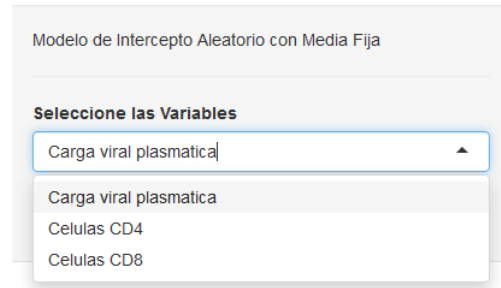 Modelo de Intercepto Aleatorio con Media Fija
Seleccione las Variables
Carga viral plasmatica
Carga viral plasmatica
Celulas CD4
Celulas CD8